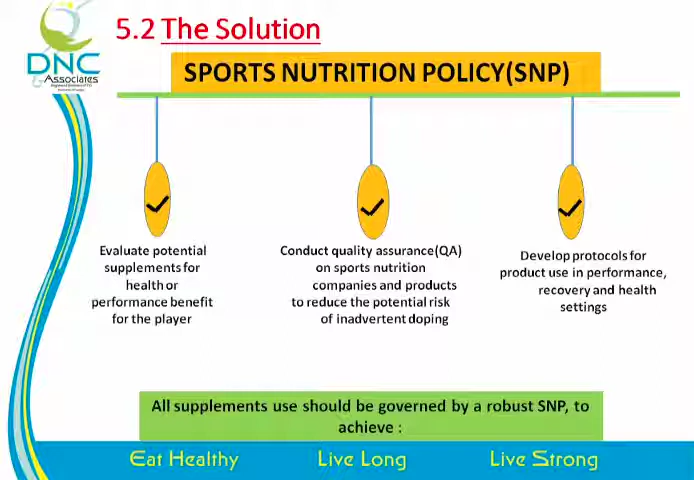 5.2 The Solution
DNC
& Associates
SPORTS NUTRITION POLICY(SNP)
Evaluate potential
supplements for
health or
performance benefit
for the player
Conduct quality assurance(QA)
on sports nutrition
companies and products
to reduce the potential risk
of inadvertent doping
Develop protocols for
product use in performance,
recovery and health
settings
All supplements use should be governed by a robust SNP, to
achieve :
Eat Healthy
Live Long
Live Strong